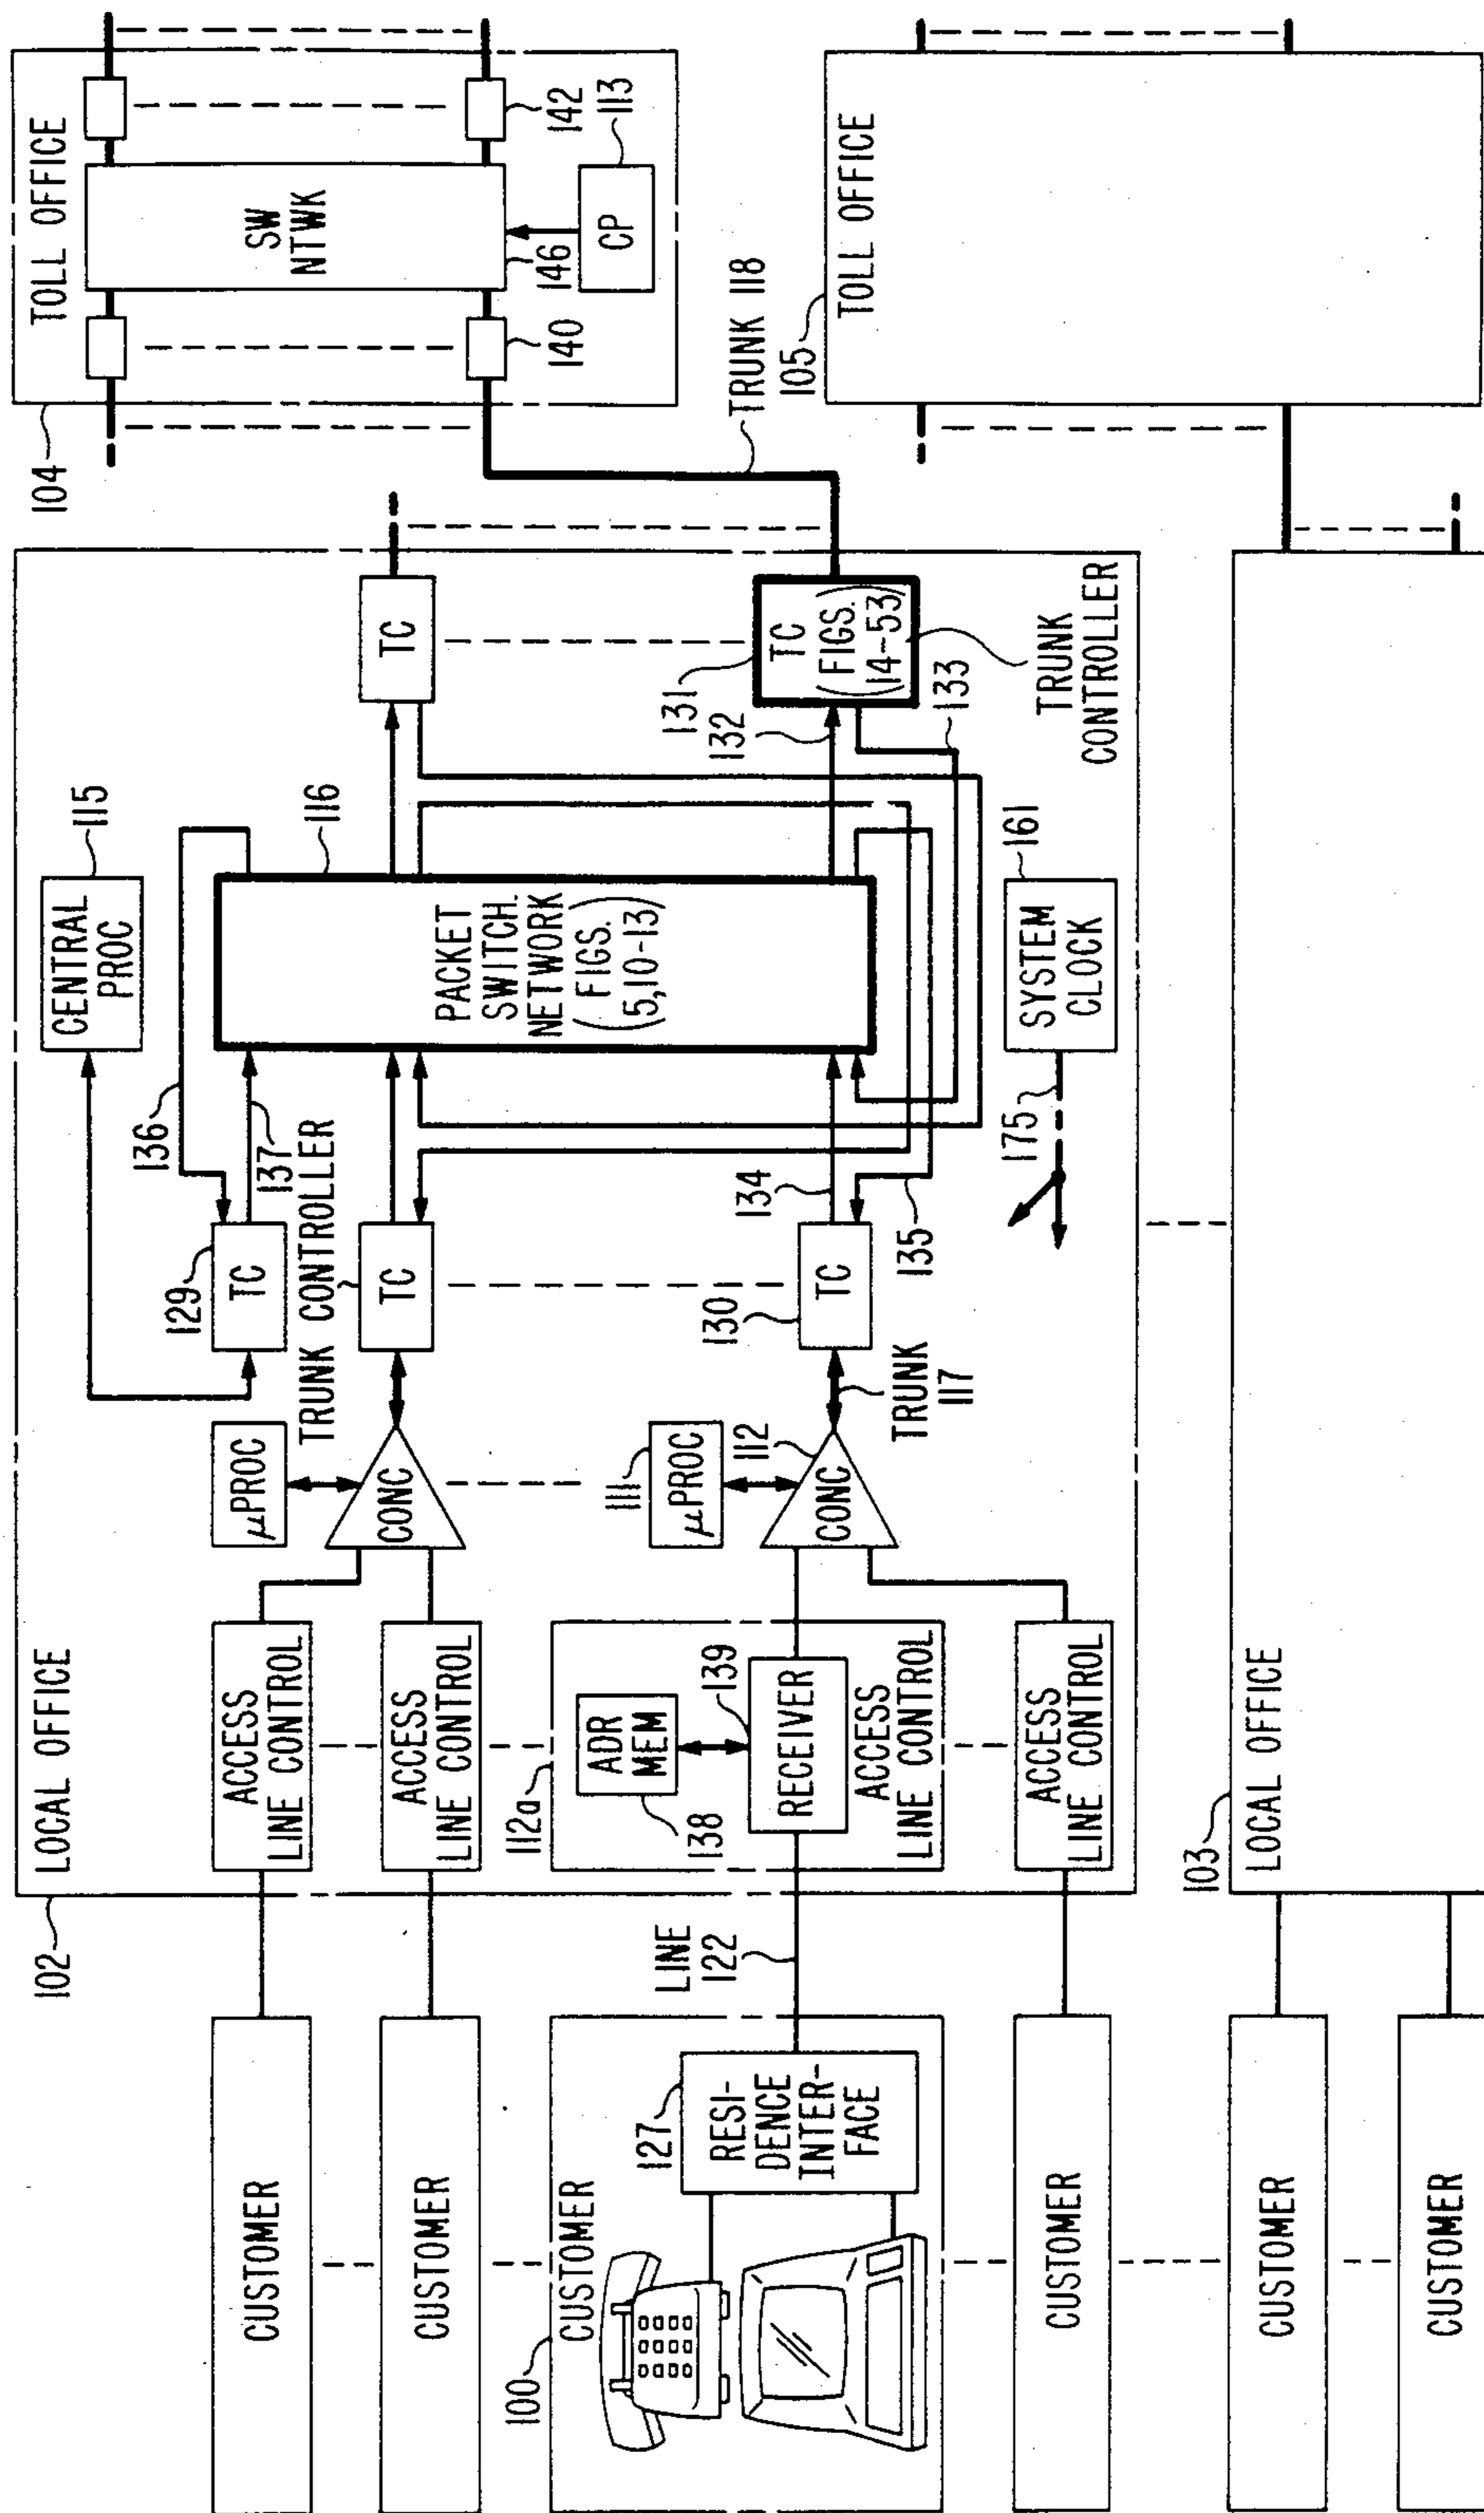 TOLL OFFICE
104
SW
NTWK
146
CP
113
140
142
TRUNK 118
TOLL OFFICE
105
LOCAL OFFICE
102
CENTRAL
PROC
115
136
137
129
TC
TRUNK CONTROLLER
TC
116
PACKET
SWITCH.
NETWORK
(FIGS.
5,10-13)
TC
131
132
TC
(FIGS.
14-53)
133
TRUNK
CONTROLLER
130
TC
134
135
TRUNK
117
SYSTEM
CLOCK
161
175
μPROC
CONC
111
μPROC
112
CONC
ACCESS
LINE CONTROL
ACCESS
LINE CONTROL
112a
ADR
MEM
138
139
RECEIVER
ACCESS
LINE CONTROL
ACCESS
LINE CONTROL
LINE
122
CUSTOMER
CUSTOMER
100
CUSTOMER
127
RESI-
DENCE
INTER-
FACE
CUSTOMER
103
LOCAL OFFICE
CUSTOMER
CUSTOMER